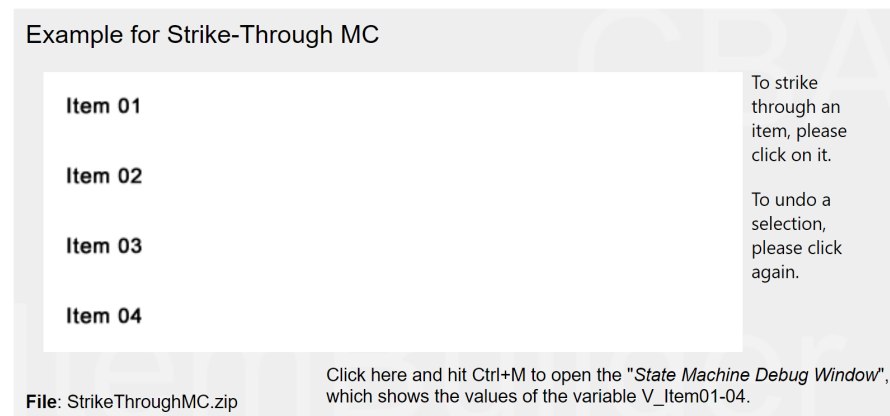 Example for Strike-Through MC
Item 01
Item 02
Item 03
Item 04
To strike
through an
item, please
click on it.
To undo a
selection,
please click
again.
Click here and hit Ctrl+M to open the "State Machine Debug Window",
which shows the values of the variable V_Item01-04.
File: StrikeThroughMC.zip